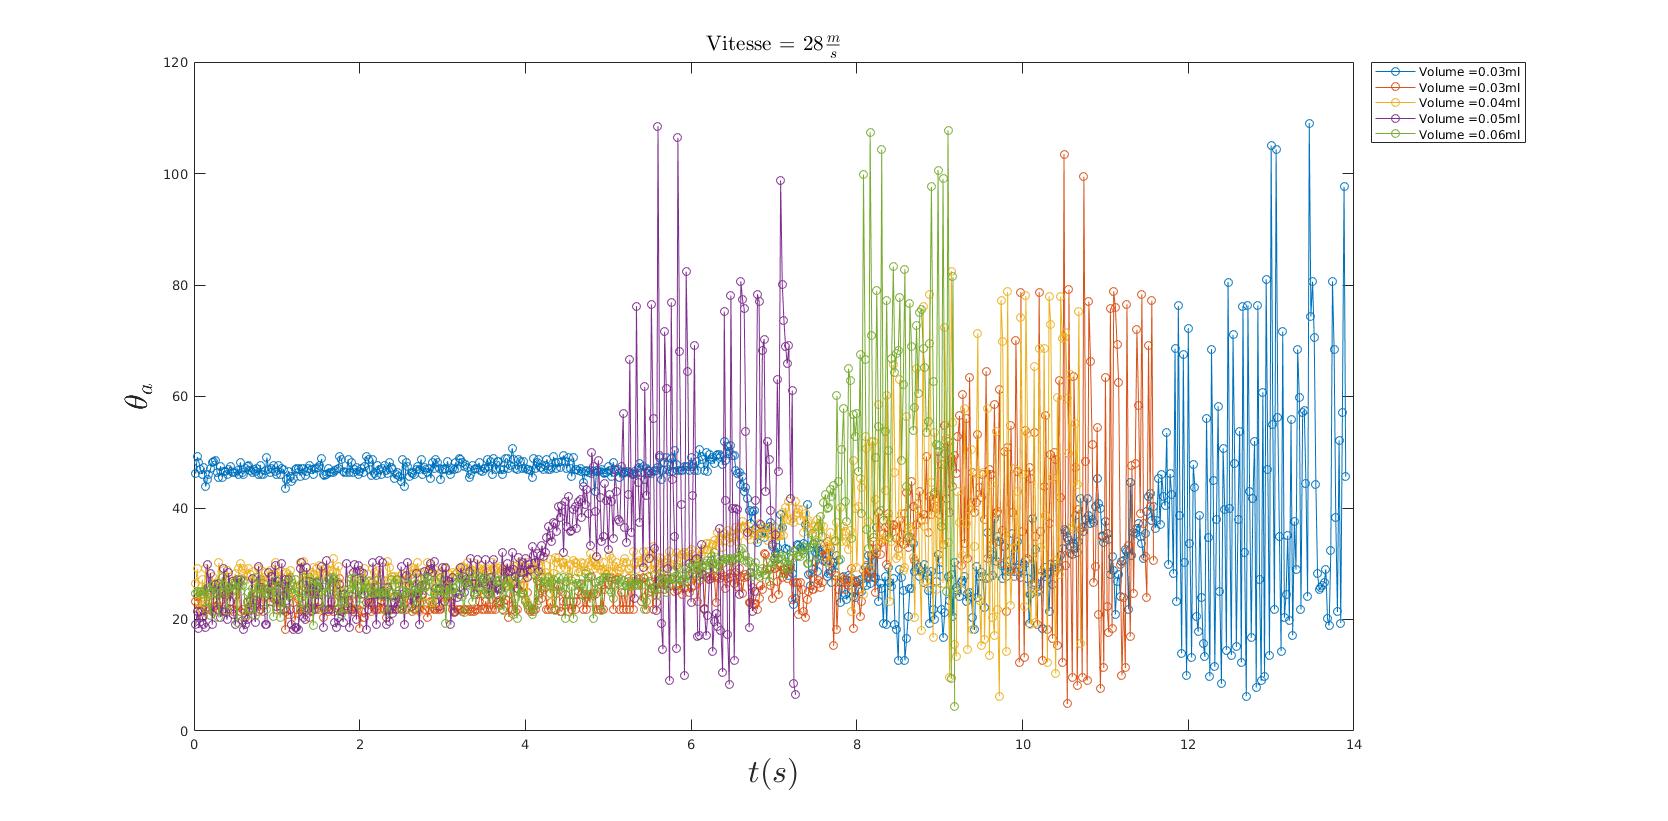 Vitesse = 28 m/s
Volume =0.03ml
Volume =0.03ml
Volume =0.04ml
Volume =0.05ml
Volume =0.06ml
120
100
80
60
40
20
0
θa
0 2 4 6 8 10 12 14
t(s)